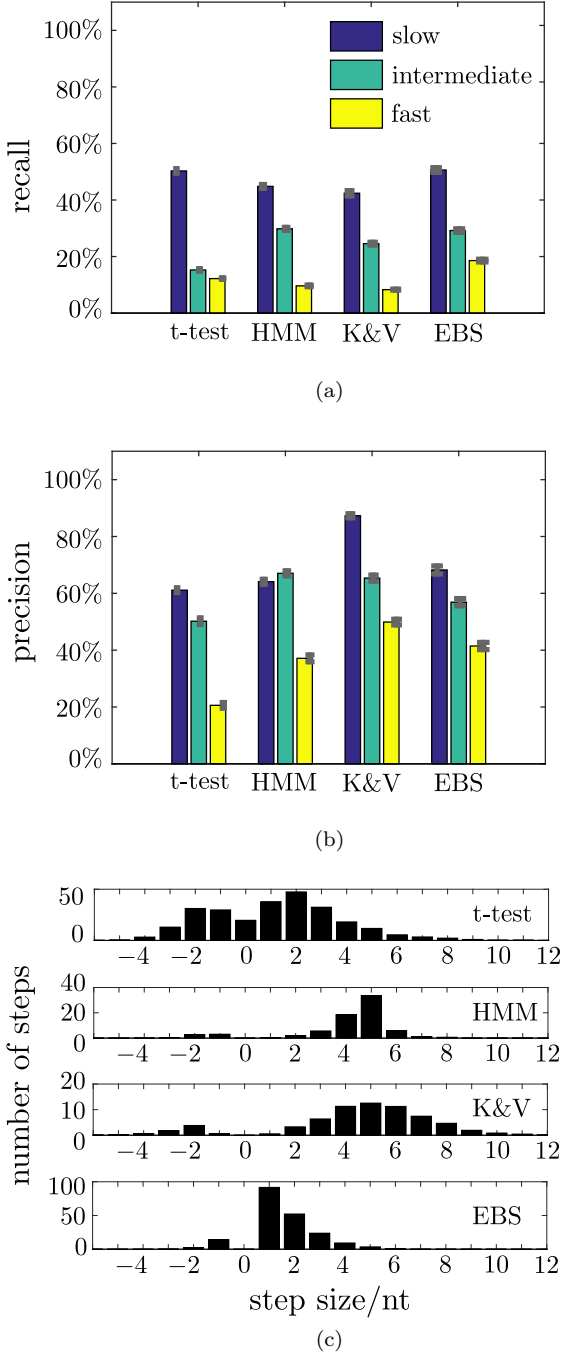 100%
80%
60%
40%
20%
0%
recall
slow
intermediate
fast
t-test HMM K&V EBS
(a)
100%
80%
60%
40%
20%
0%
precision
t-test HMM K&V EBS
(b)
number of steps
50
0
t-test
−4 −2 0 2 4 6 8 10 12
40
20
0
HMM
−4 −2 0 2 4 6 8 10 12
20
10
0
K&V
−4 −2 0 2 4 6 8 10 12
100
50
0
EBS
−4 −2 0 2 4 6 8 10 12
step size/nt
(c)